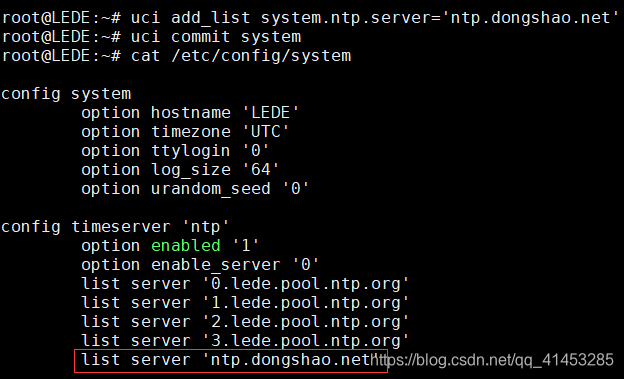 root@LEDE:~# uci add_list system.ntp.server='ntp.dongshao.net'
root@LEDE:~# uci commit system
root@LEDE:~# cat /etc/config/system
config system
option hostname 'LEDE'
option timezone 'UTC'
option ttylogin '0'
option log_size '64'
option urandom_seed '0'
config timeserver 'ntp'
option enabled '1'
option enable_server '0'
list server '0.lede.pool.ntp.org'
list server '1.lede.pool.ntp.org'
list server '2.lede.pool.ntp.org'
list server '3.lede.pool.ntp.org'
list server 'ntp.dongshao.net'
https://blog.csdn.net/qq_41453285